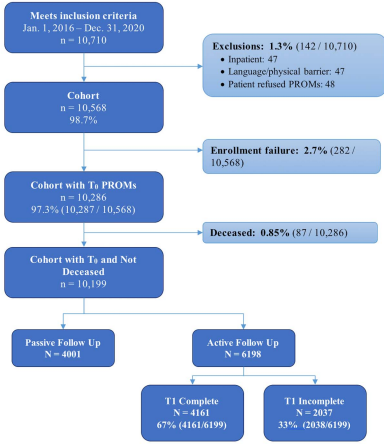 Meets inclusion criteria
Jan. 1, 2016 – Dec. 31, 2020
n = 10,710
Exclusions: 1.3% (142 / 10,710)
• Inpatient: 47
• Language/physical barrier: 47
• Patient refused PROMs: 48
Cohort
n = 10,568
98.7%
Enrollment failure: 2.7% (282 /
10,568)
Cohort with T₀ PROMs
n = 10,286
97.3% (10,287 / 10,568)
Deceased: 0.85% (87 / 10,286)
Cohort with T₀ and Not
Deceased
n = 10,199
Passive Follow Up
N = 4001
Active Follow Up
N = 6198
T1 Complete
N = 4161
67% (4161/6199)
T1 Incomplete
N = 2037
33% (2038/6199)